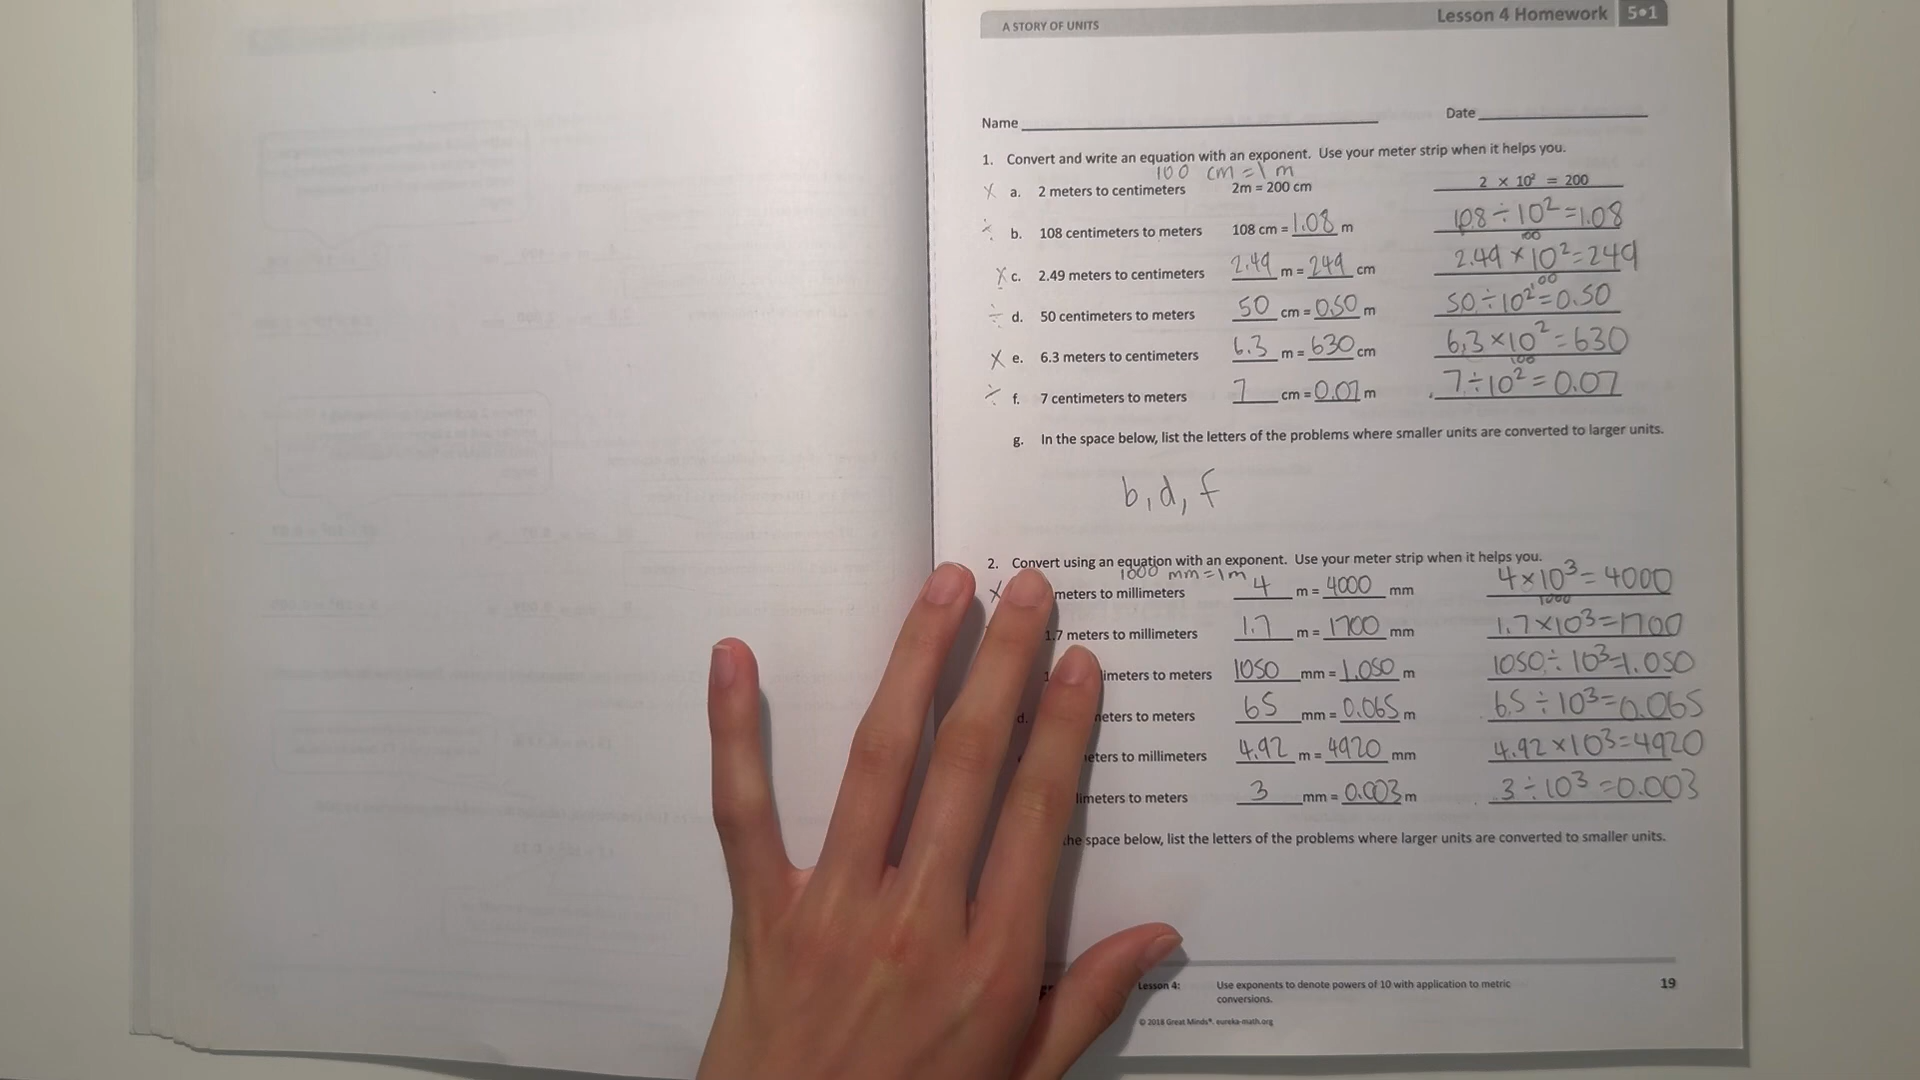 A STORY OF UNITS
Lesson 4 Homework 5•1
Name Date
1. Convert and write an equation with an exponent. Use your meter strip when it helps you.
100 cm = 1 m
a. 2 meters to centimeters 2m = 200 cm 2 × 10² = 200
b. 108 centimeters to meters 108 cm = 1.08 m 108 ÷ 10² = 1.08
100
c. 2.49 meters to centimeters 2.49 m = 249 cm 2.49 × 10² = 249
100
d. 50 centimeters to meters 50 cm = 0.50 m 50 ÷ 10² = 0.50
e. 6.3 meters to centimeters 6.3 m = 630 cm 6.3 × 10² = 630
100
f. 7 centimeters to meters 7 cm = 0.07 m 7 ÷ 10² = 0.07
g. In the space below, list the letters of the problems where smaller units are converted to larger units.
b, d, f
2. Convert using an equation with an exponent. Use your meter strip when it helps you.
1000 mm = 1m
meters to millimeters 4 m = 4000 mm 4 × 10³ = 4000
1000
1.7 meters to millimeters 1.7 m = 1700 mm 1.7 × 10³ = 1700
to meters 1050 mm = 1.050 m 1050 ÷ 10³ = 1.050
d. to meters 65 mm = 0.065 m 65 ÷ 10³ = 0.065
to millimeters 4.92 m = 4920 mm 4.92 × 10³ = 4920
to meters 3 mm = 0.003 m 3 ÷ 10³ = 0.003
space below, list the letters of the problems where larger units are converted to smaller units.
Lesson 4: Use exponents to denote powers of 10 with application to metric
conversions.
19
© 2018 Great Minds®. eureka-math.org